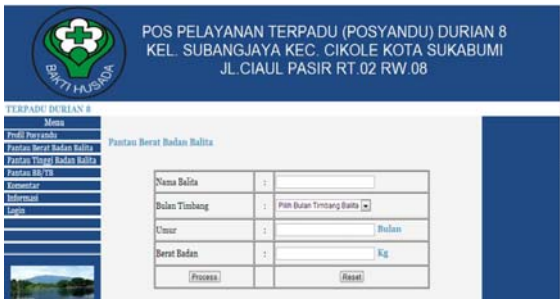 POS PELAYANAN TERPADU (POSYANDU) DURIAN 8
KEL. SUBANGJAYA KEC. CIKOLE KOTA SUKABUMI
JL.CIAUL PASIR RT.02 RW.08
BAKTI HUSADA
TERPADU DURIAN 8
Menu
Profil Posyandu
Pantau Berat Badan Balita
Pantau Tinggi Badan Balita
Pantau BB/TB
Komentar
Informasi
Login
Pantau Berat Badan Balita
Nama Balita :
Bulan Timbang : Pilih Bulan Timbang Balita
Umur : Bulan
Berat Badan : Kg
Process Reset